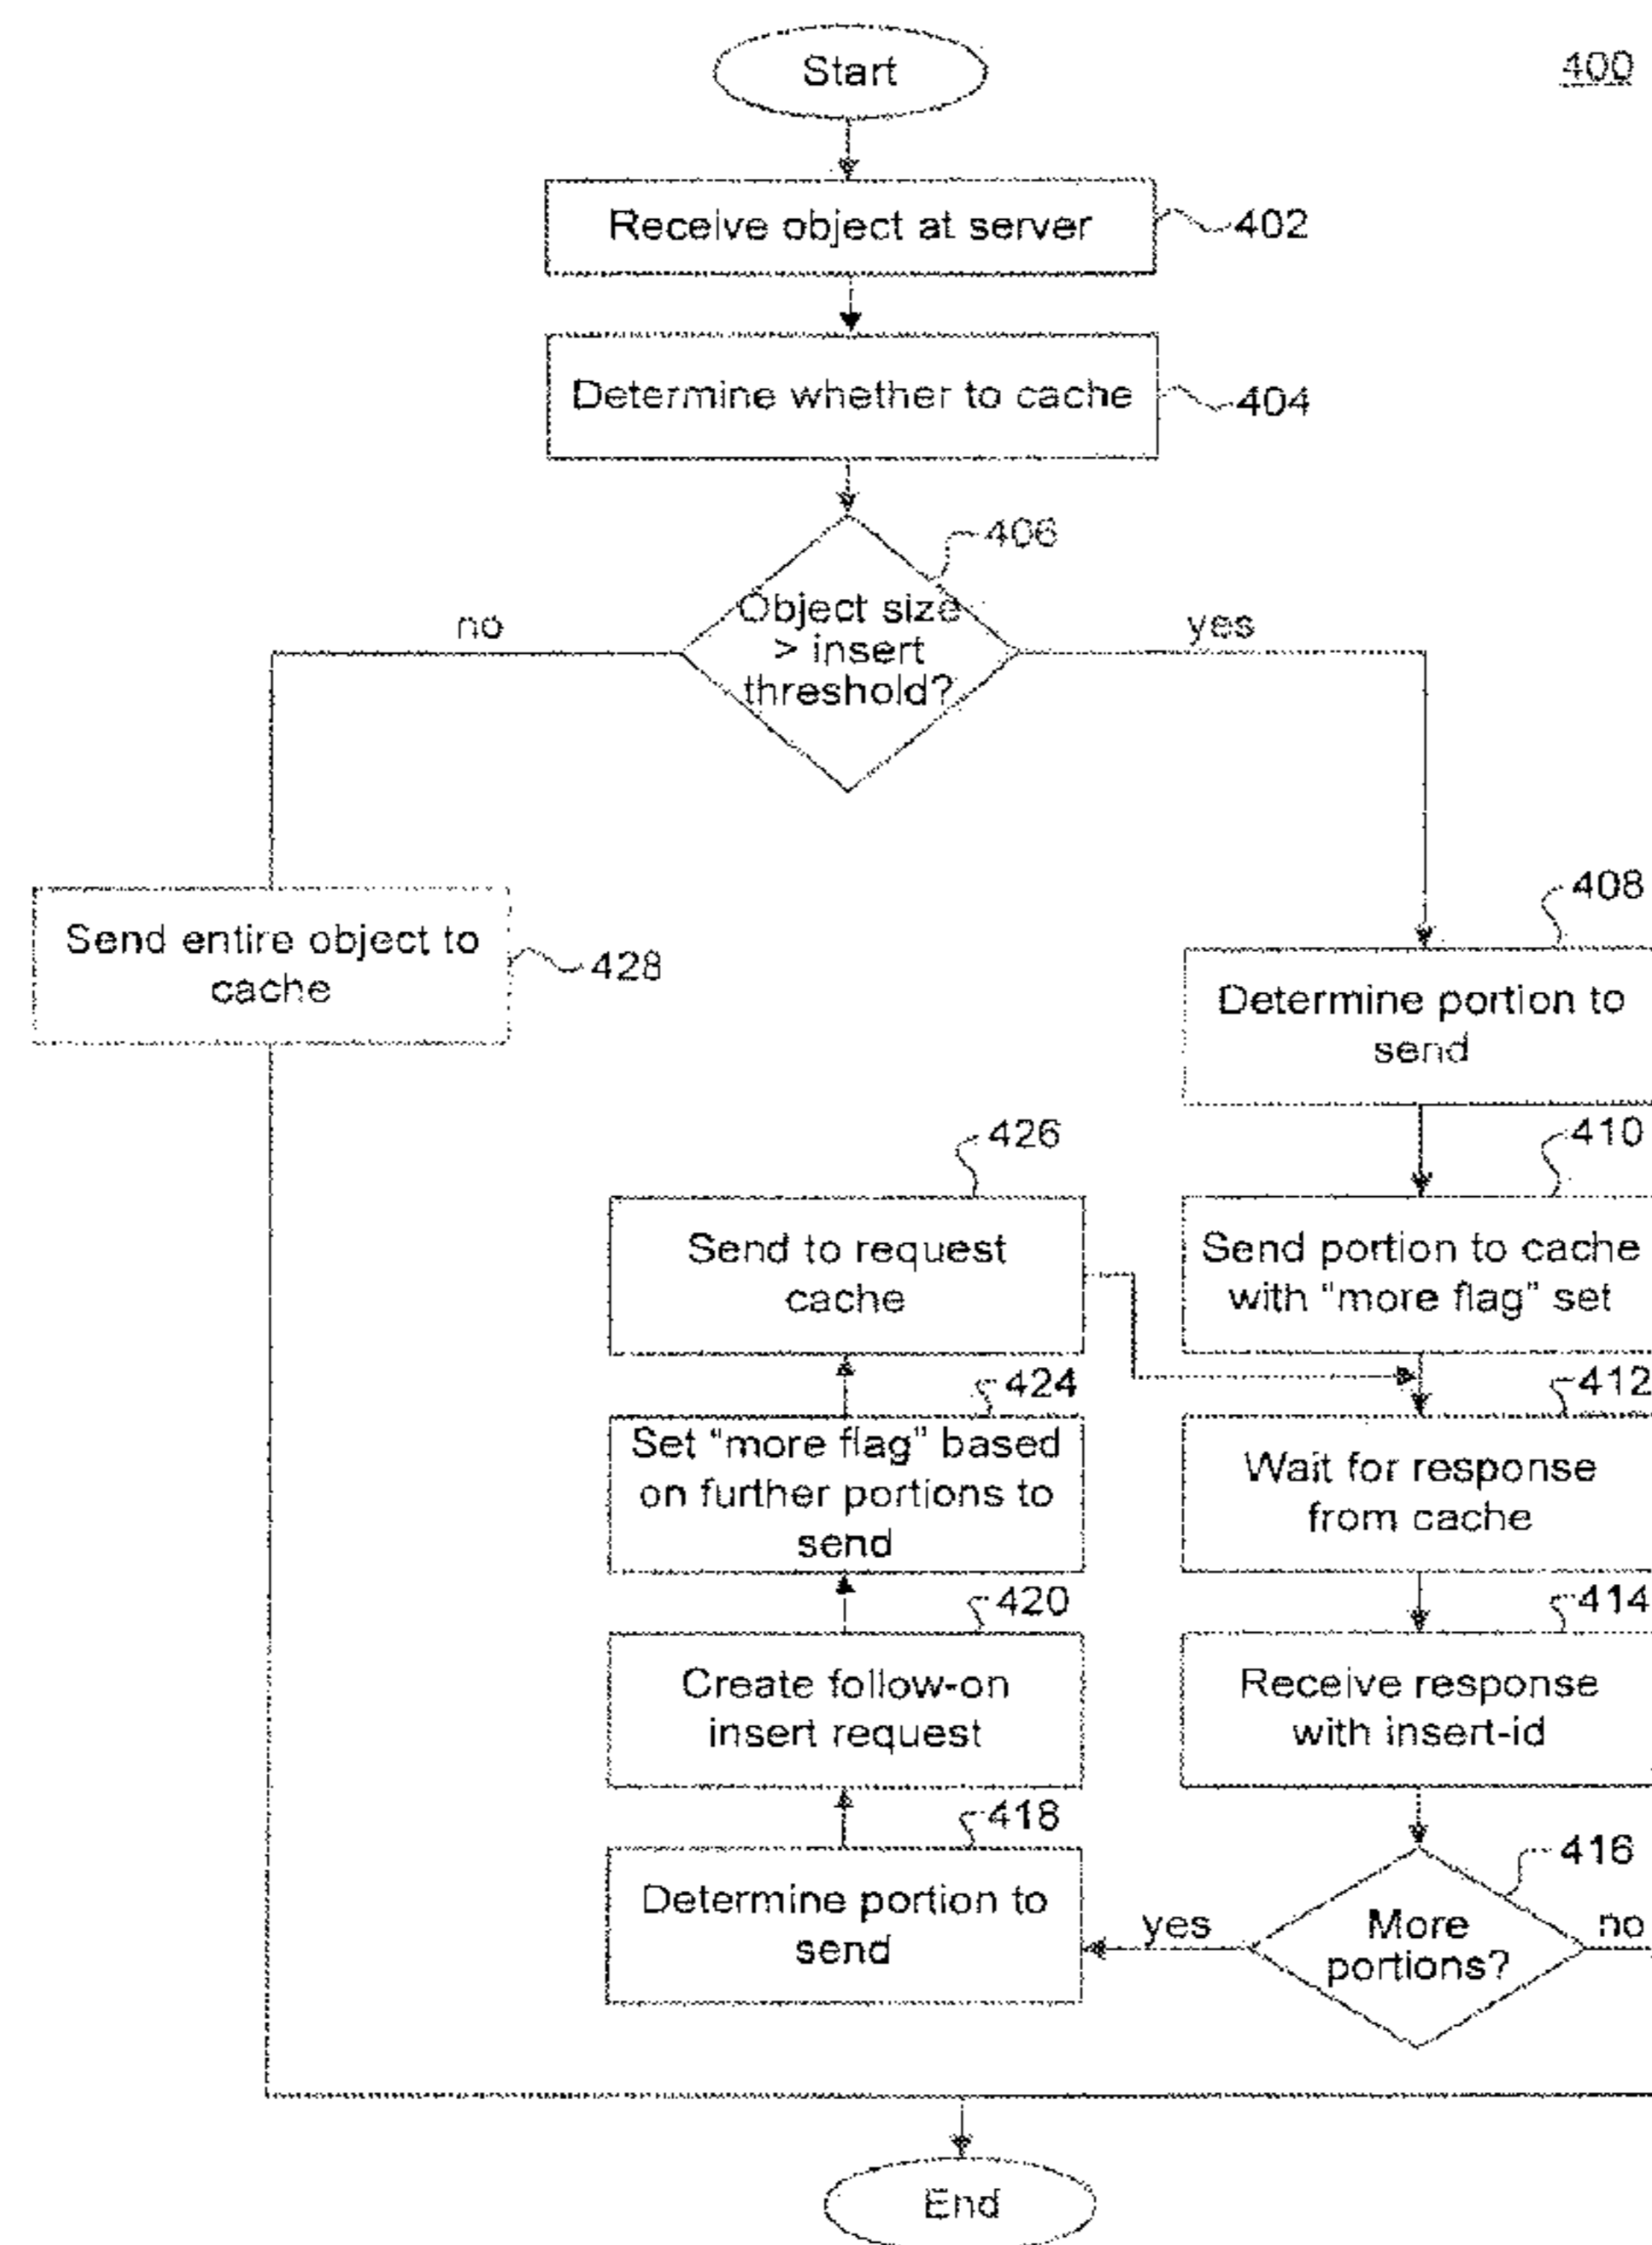 Start
400
Receive object at server
402
Determine whether to cache
404
406
Object size
> insert
threshold?
no
yes
408
Send entire object to
cache
428
Determine portion to
send
426
410
Send to request
cache
Send portion to cache
with "more flag" set
424
412
Set "more flag" based
on further portions to
send
Wait for response
from cache
420
414
Create follow-on
insert request
Receive response
with insert-id
418
416
Determine portion to
send
yes
More
portions?
no
End